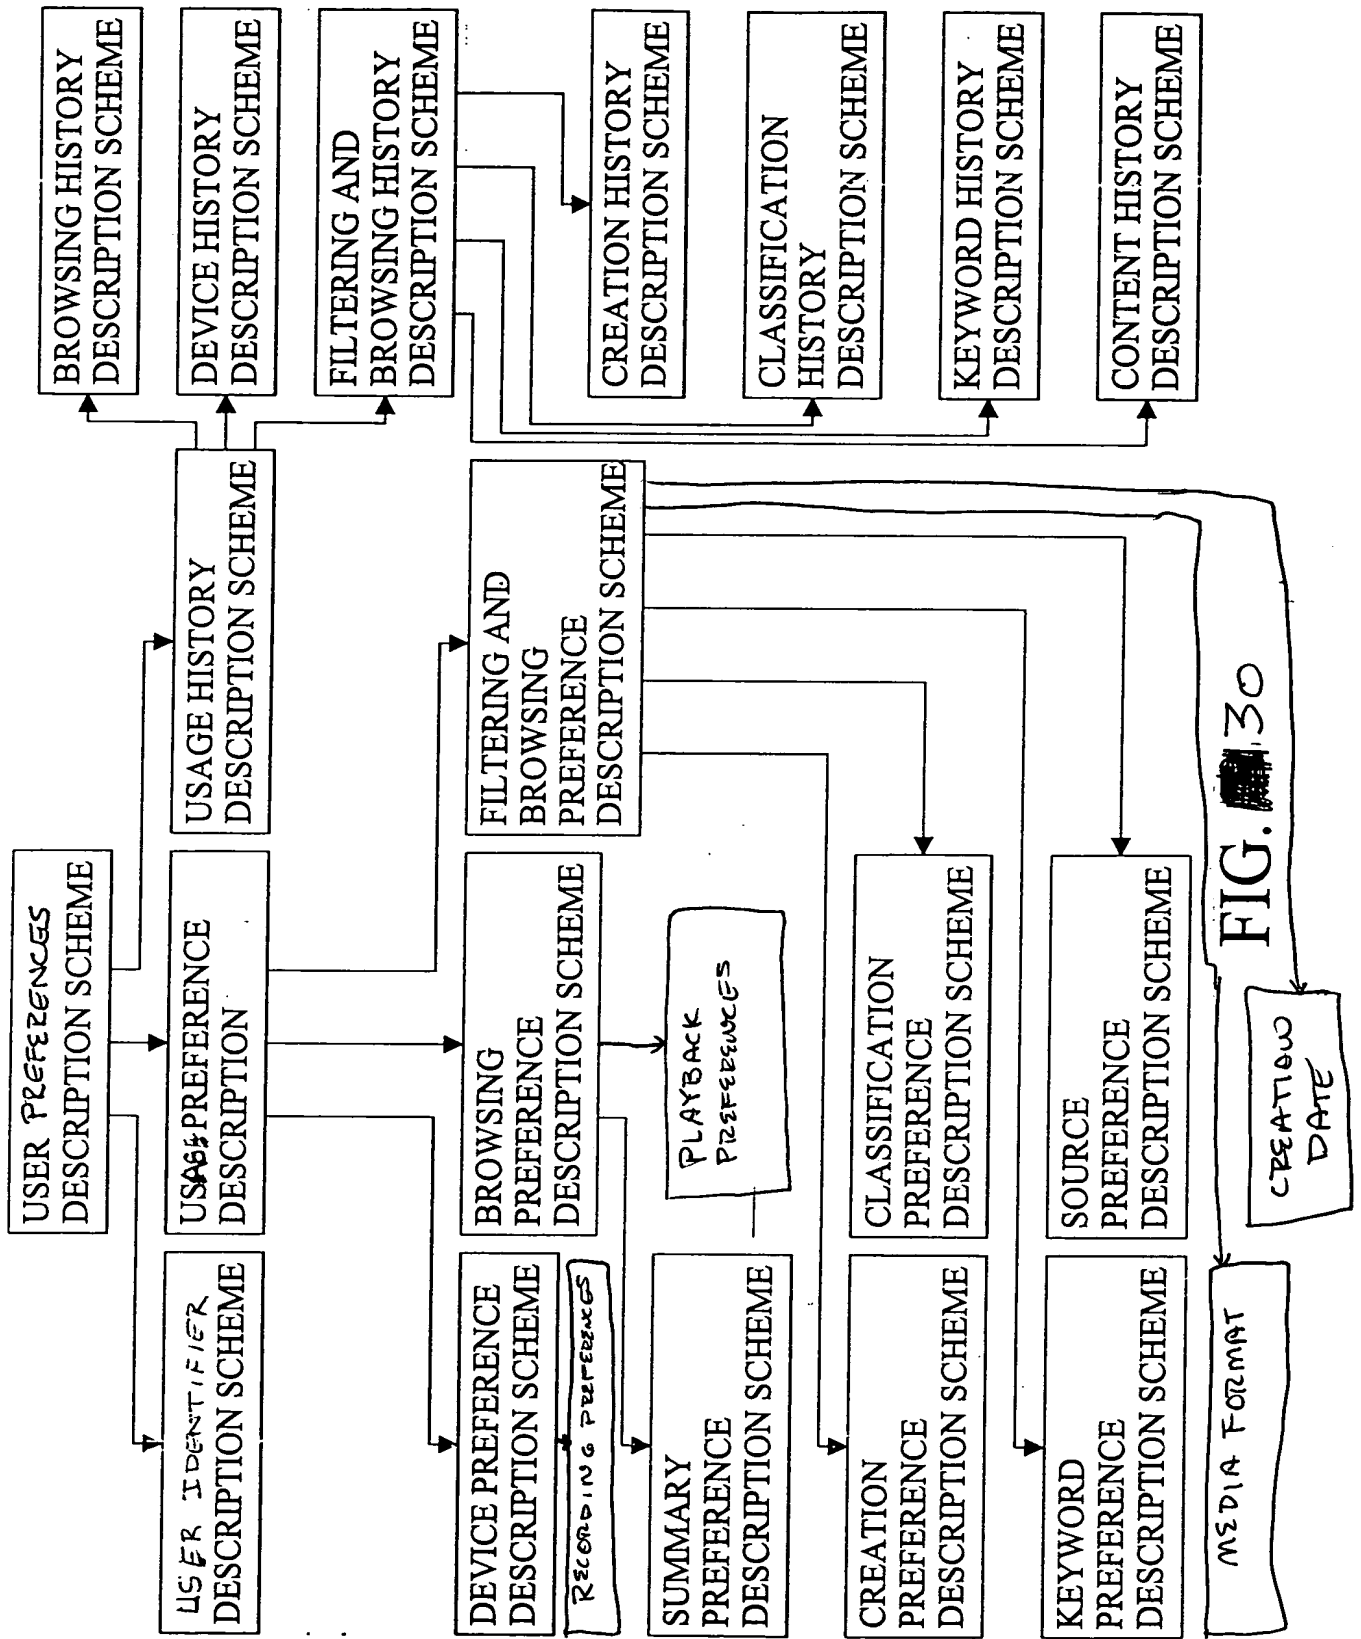 USER PREFERENCES
DESCRIPTION SCHEME
USER IDENTIFIER
DESCRIPTION SCHEME
USAGE PREFERENCE
DESCRIPTION
USAGE HISTORY
DESCRIPTION SCHEME
BROWSING HISTORY
DESCRIPTION SCHEME
DEVICE HISTORY
DESCRIPTION SCHEME
FILTERING AND
BROWSING HISTORY
DESCRIPTION SCHEME
DEVICE PREFERENCE
DESCRIPTION SCHEME
RECORDING PREFERENCES
BROWSING
PREFERENCE
DESCRIPTION SCHEME
FILTERING AND
BROWSING
PREFERENCE
DESCRIPTION SCHEME
CREATION HISTORY
DESCRIPTION SCHEME
SUMMARY
PREFERENCE
DESCRIPTION SCHEME
PLAYBACK
PREFERENCES
CLASSIFICATION
HISTORY
DESCRIPTION SCHEME
CREATION
PREFERENCE
DESCRIPTION SCHEME
CLASSIFICATION
PREFERENCE
DESCRIPTION SCHEME
KEYWORD HISTORY
DESCRIPTION SCHEME
KEYWORD
PREFERENCE
DESCRIPTION SCHEME
SOURCE
PREFERENCE
DESCRIPTION SCHEME
CONTENT HISTORY
DESCRIPTION SCHEME
MEDIA FORMAT
CREATION
DATE
FIG. 30